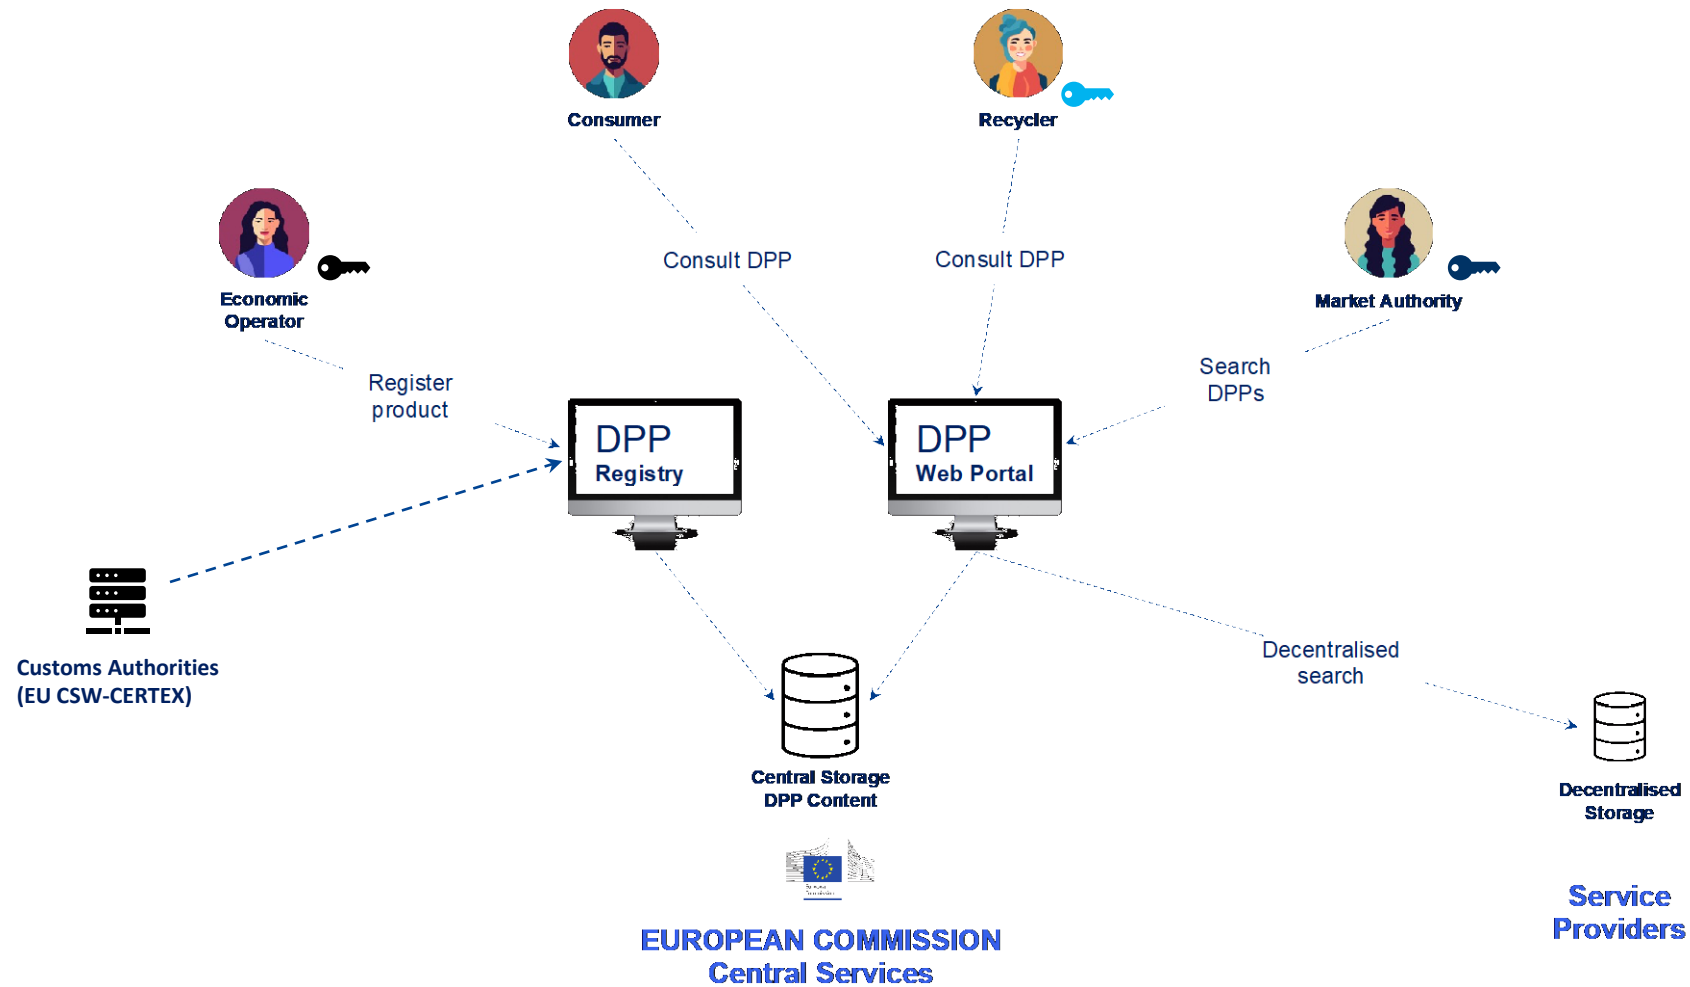 Consumer
Recycler
Economic
Operator
Consult DPP
Consult DPP
Market Authority
Register
product
Search
DPPs
DPP
Registry
DPP
Web Portal
Customs Authorities
(EU CSW-CERTEX)
Decentralised
search
Central Storage
DPP Content
Decentralised
Storage
European
Commission
EUROPEAN COMMISSION
Central Services
Service
Providers